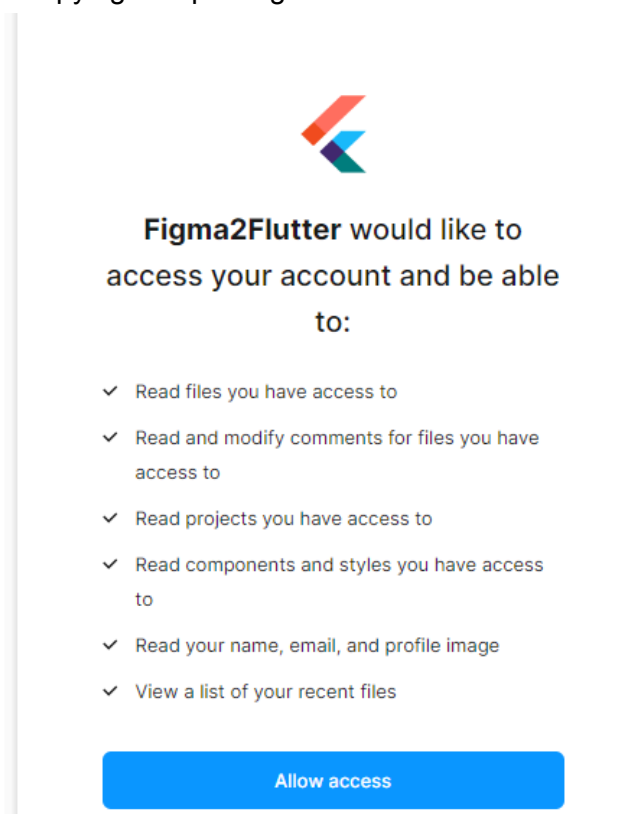 Figma2Flutter would like to
access your account and be able
to:
Read files you have access to
Read and modify comments for files you have
access to
Read projects you have access to
Read components and styles you have access
to
Read your name, email, and profile image
View a list of your recent files
Allow access